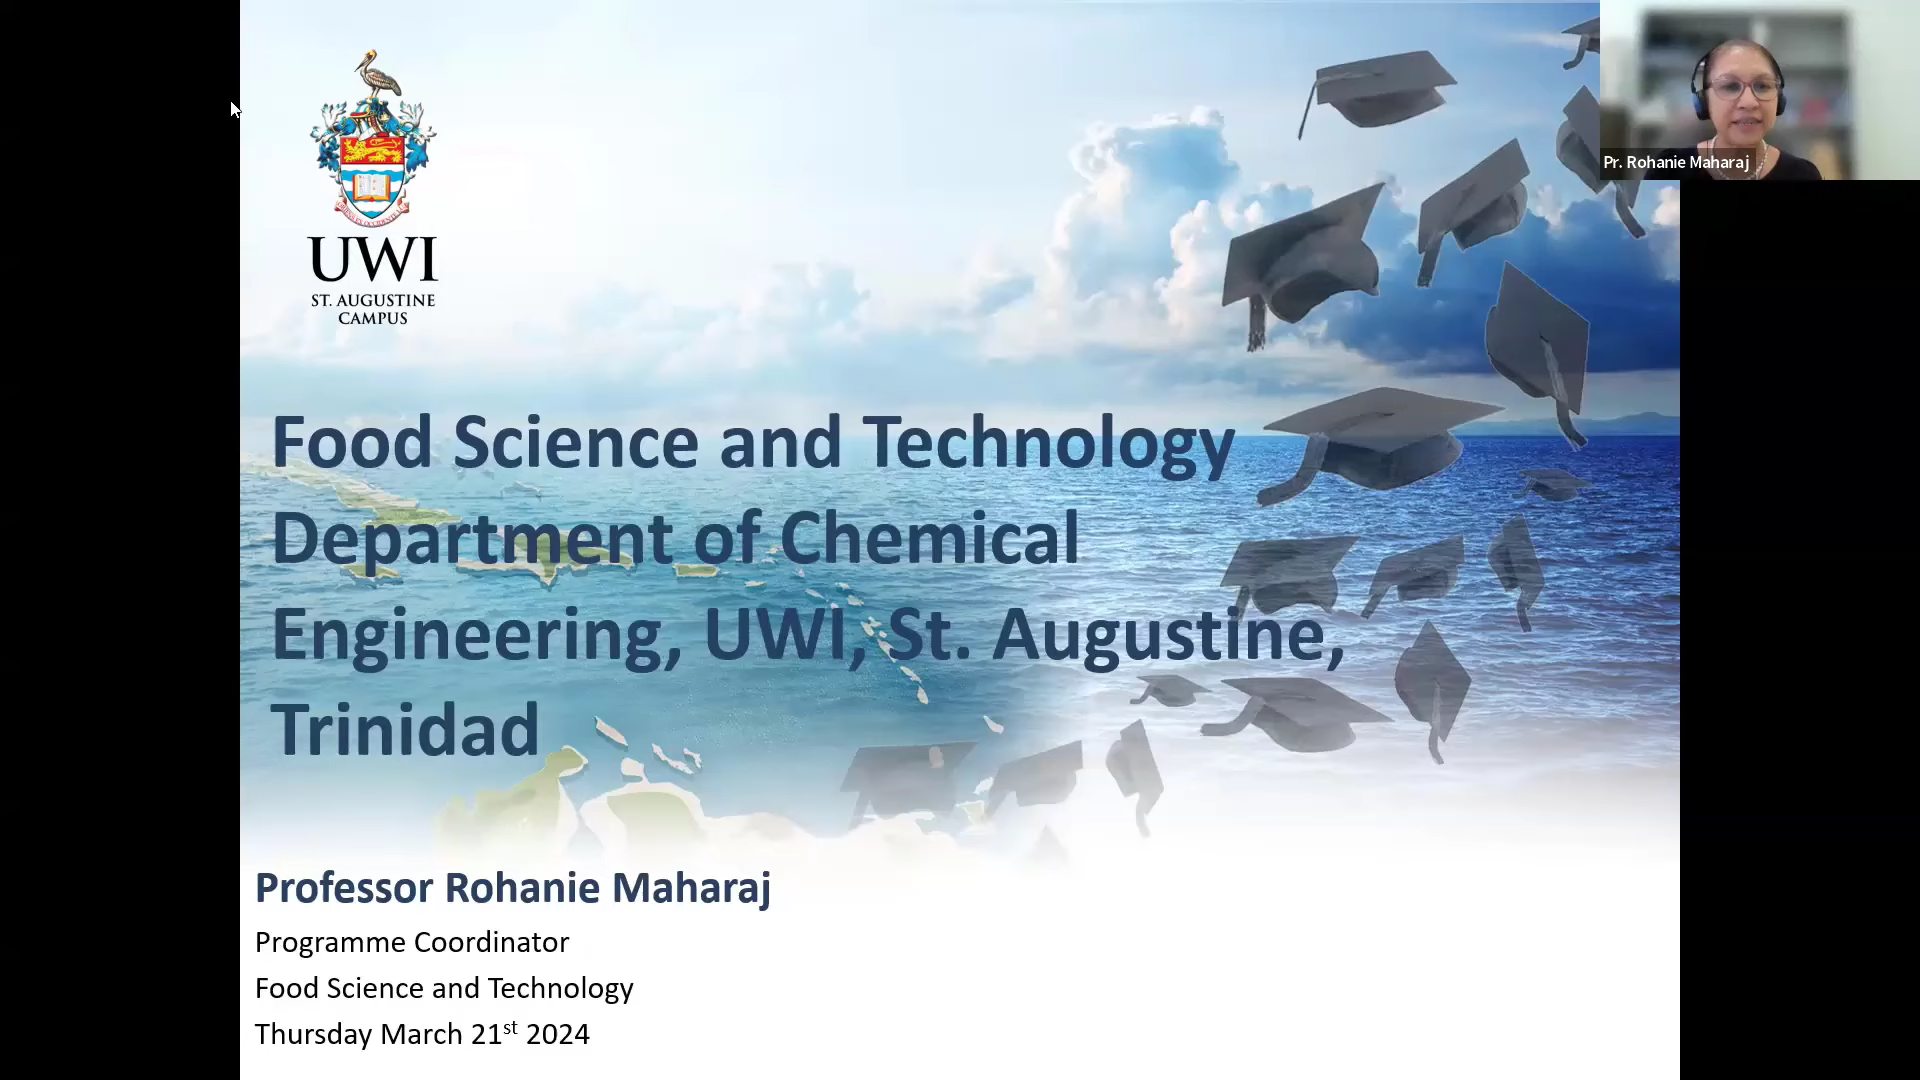 UWI
ST. AUGUSTINE
CAMPUS
Pr. Rohanie Maharaj
Food Science and Technology
Department of Chemical
Engineering, UWI, St. Augustine,
Trinidad
Professor Rohanie Maharaj
Programme Coordinator
Food Science and Technology
Thursday March 21st 2024